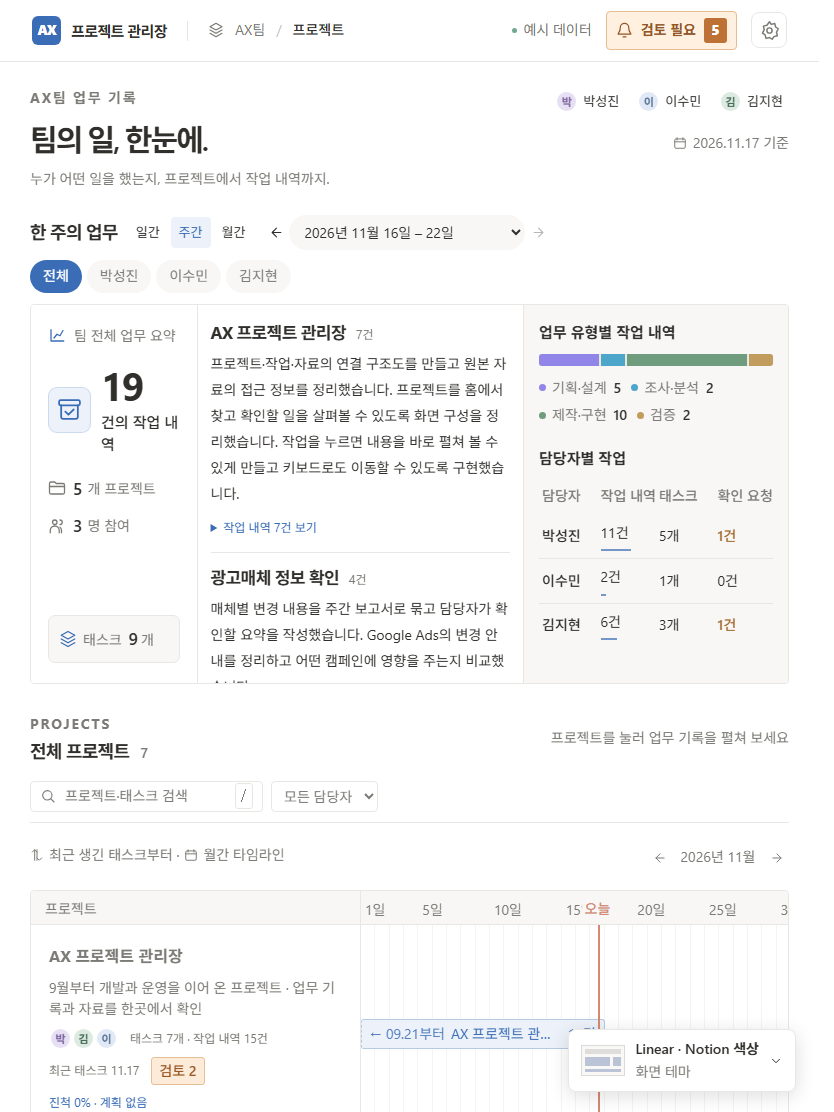 AX 프로젝트 관리장 AX팀 / 프로젝트 예시 데이터 검토 필요 5
AX팀 업무 기록
박 박성진 이 이수민 김 김지현
팀의 일, 한눈에.
2026.11.17 기준
누가 어떤 일을 했는지, 프로젝트에서 작업 내역까지.
한 주의 업무 일간 주간 월간 ← 2026년 11월 16일 – 22일 →
전체 박성진 이수민 김지현
팀 전체 업무 요약
19
건의 작업 내
역
5 개 프로젝트
3 명 참여
태스크 9 개
AX 프로젝트 관리장 7건
프로젝트·작업·자료의 연결 구조도를 만들고 원본 자
료의 접근 정보를 정리했습니다. 프로젝트를 홈에서
찾고 확인할 일을 살펴볼 수 있도록 화면 구성을 정
리했습니다. 작업을 누르면 내용을 바로 펼쳐 볼 수
있게 만들고 키보드로도 이동할 수 있도록 구현했습
니다.
▶ 작업 내역 7건 보기
광고매체 정보 확인 4건
매체별 변경 내용을 주간 보고서로 묶고 담당자가 확
인할 요약을 작성했습니다. Google Ads의 변경 안
내를 정리하고 어떤 캠페인에 영향을 주는지 비교했
업무 유형별 작업 내역
기획·설계 5 조사·분석 2
제작·구현 10 검증 2
담당자별 작업
담당자 작업 내역 태스크 확인 요청
박성진 11건 5개 1건
이수민 2건 1개 0건
김지현 6건 3개 1건
PROJECTS
전체 프로젝트 7
프로젝트를 눌러 업무 기록을 펼쳐 보세요
프로젝트·태스크 검색 / 모든 담당자
최근 생긴 태스크부터 · 월간 타임라인
← 2026년 11월 →
프로젝트 1일 5일 10일 15 오늘 20일 25일 3
AX 프로젝트 관리장
9월부터 개발과 운영을 이어 온 프로젝트 · 업무 기
록과 자료를 한곳에서 확인
박 김 이 태스크 7개 · 작업 내역 15건
최근 태스크 11.17 검토 2
진척 0% · 계획 없음
← 09.21부터 AX 프로젝트 관...
Linear · Notion 색상
화면 테마